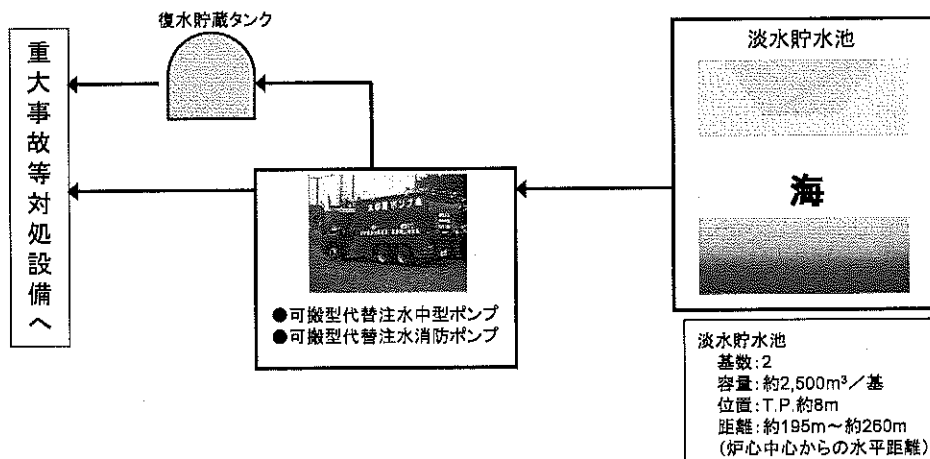 復水貯蔵タンク
重大事故等対処設備へ
淡水貯水池
海
●可搬型代替注水中型ポンプ
●可搬型代替注水消防ポンプ
淡水貯水池
基数:2
容量:約2,500m³／基
位置:T.P.約8m
距離:約195m～約260m
(炉心中心からの水平距離)